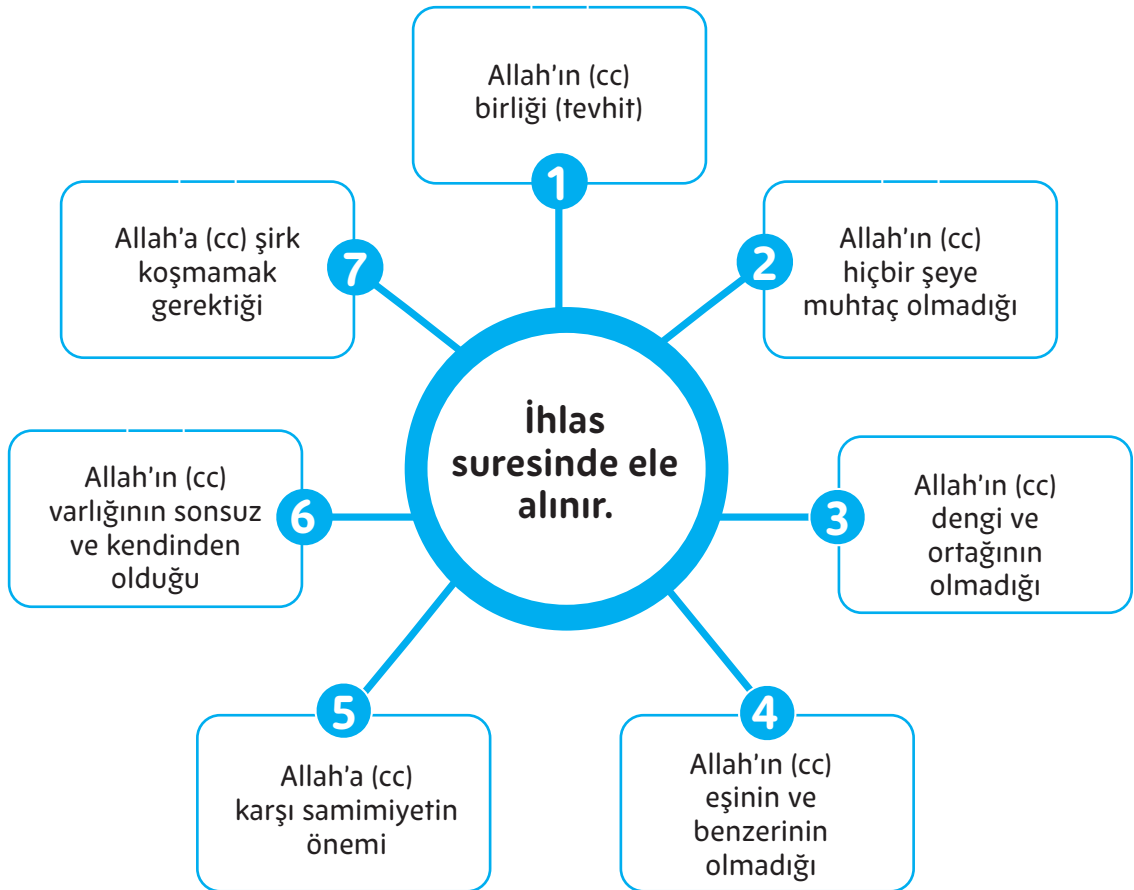 İhlas
suresinde ele
alınır.
1
Allah'ın (cc)
birliği (tevhit)
2
Allah'ın (cc)
hiçbir şeye
muhtaç olmadığı
3
Allah'ın (cc)
dengi ve
ortağının
olmadığı
4
Allah'ın (cc)
eşinin ve
benzerinin
olmadığı
5
Allah'a (cc)
karşı samimiyetin
önemi
6
Allah'ın (cc)
varlığının sonsuz
ve kendinden
olduğu
7
Allah'a (cc) şirk
koşmamak
gerektiği